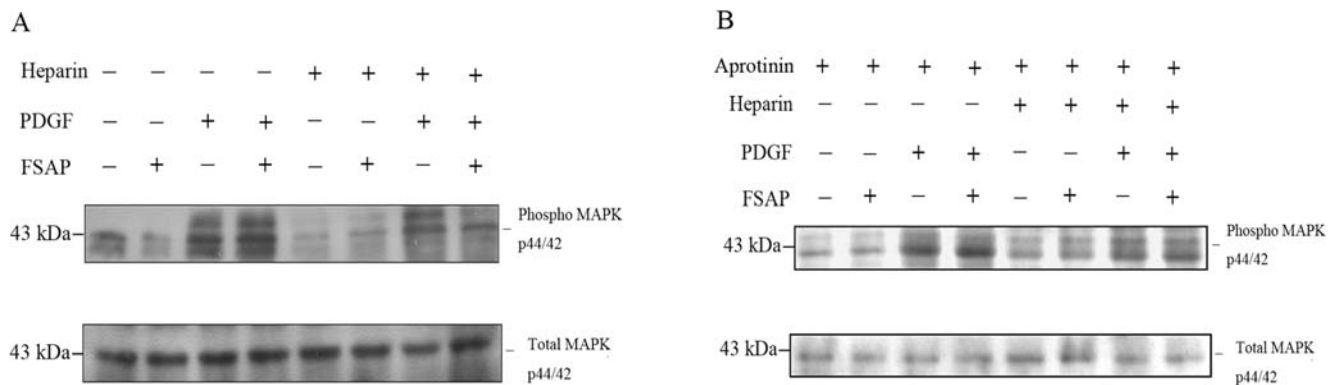 A
Heparin – – – – + + + +
PDGF – – + + – – + +
FSAP – + – + – + – +
43 kDa
Phospho MAPK
p44/42
43 kDa
Total MAPK
p44/42
B
Aprotinin + + + + + + + +
Heparin – – – – + + + +
PDGF – – + + – – + +
FSAP – + – + – + – +
43 kDa
Phospho MAPK
p44/42
43 kDa
Total MAPK
p44/42